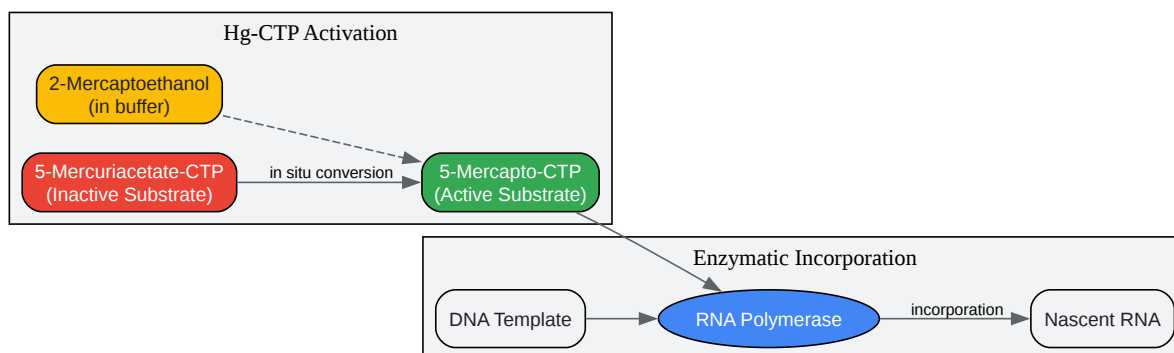 Hg-CTP Activation
2-Mercaptoethanol
(in buffer)
5-Mercuriacetate-CTP
(Inactive Substrate)
in situ conversion
5-Mercapto-CTP
(Active Substrate)
Enzymatic Incorporation
DNA Template
RNA Polymerase
incorporation
Nascent RNA